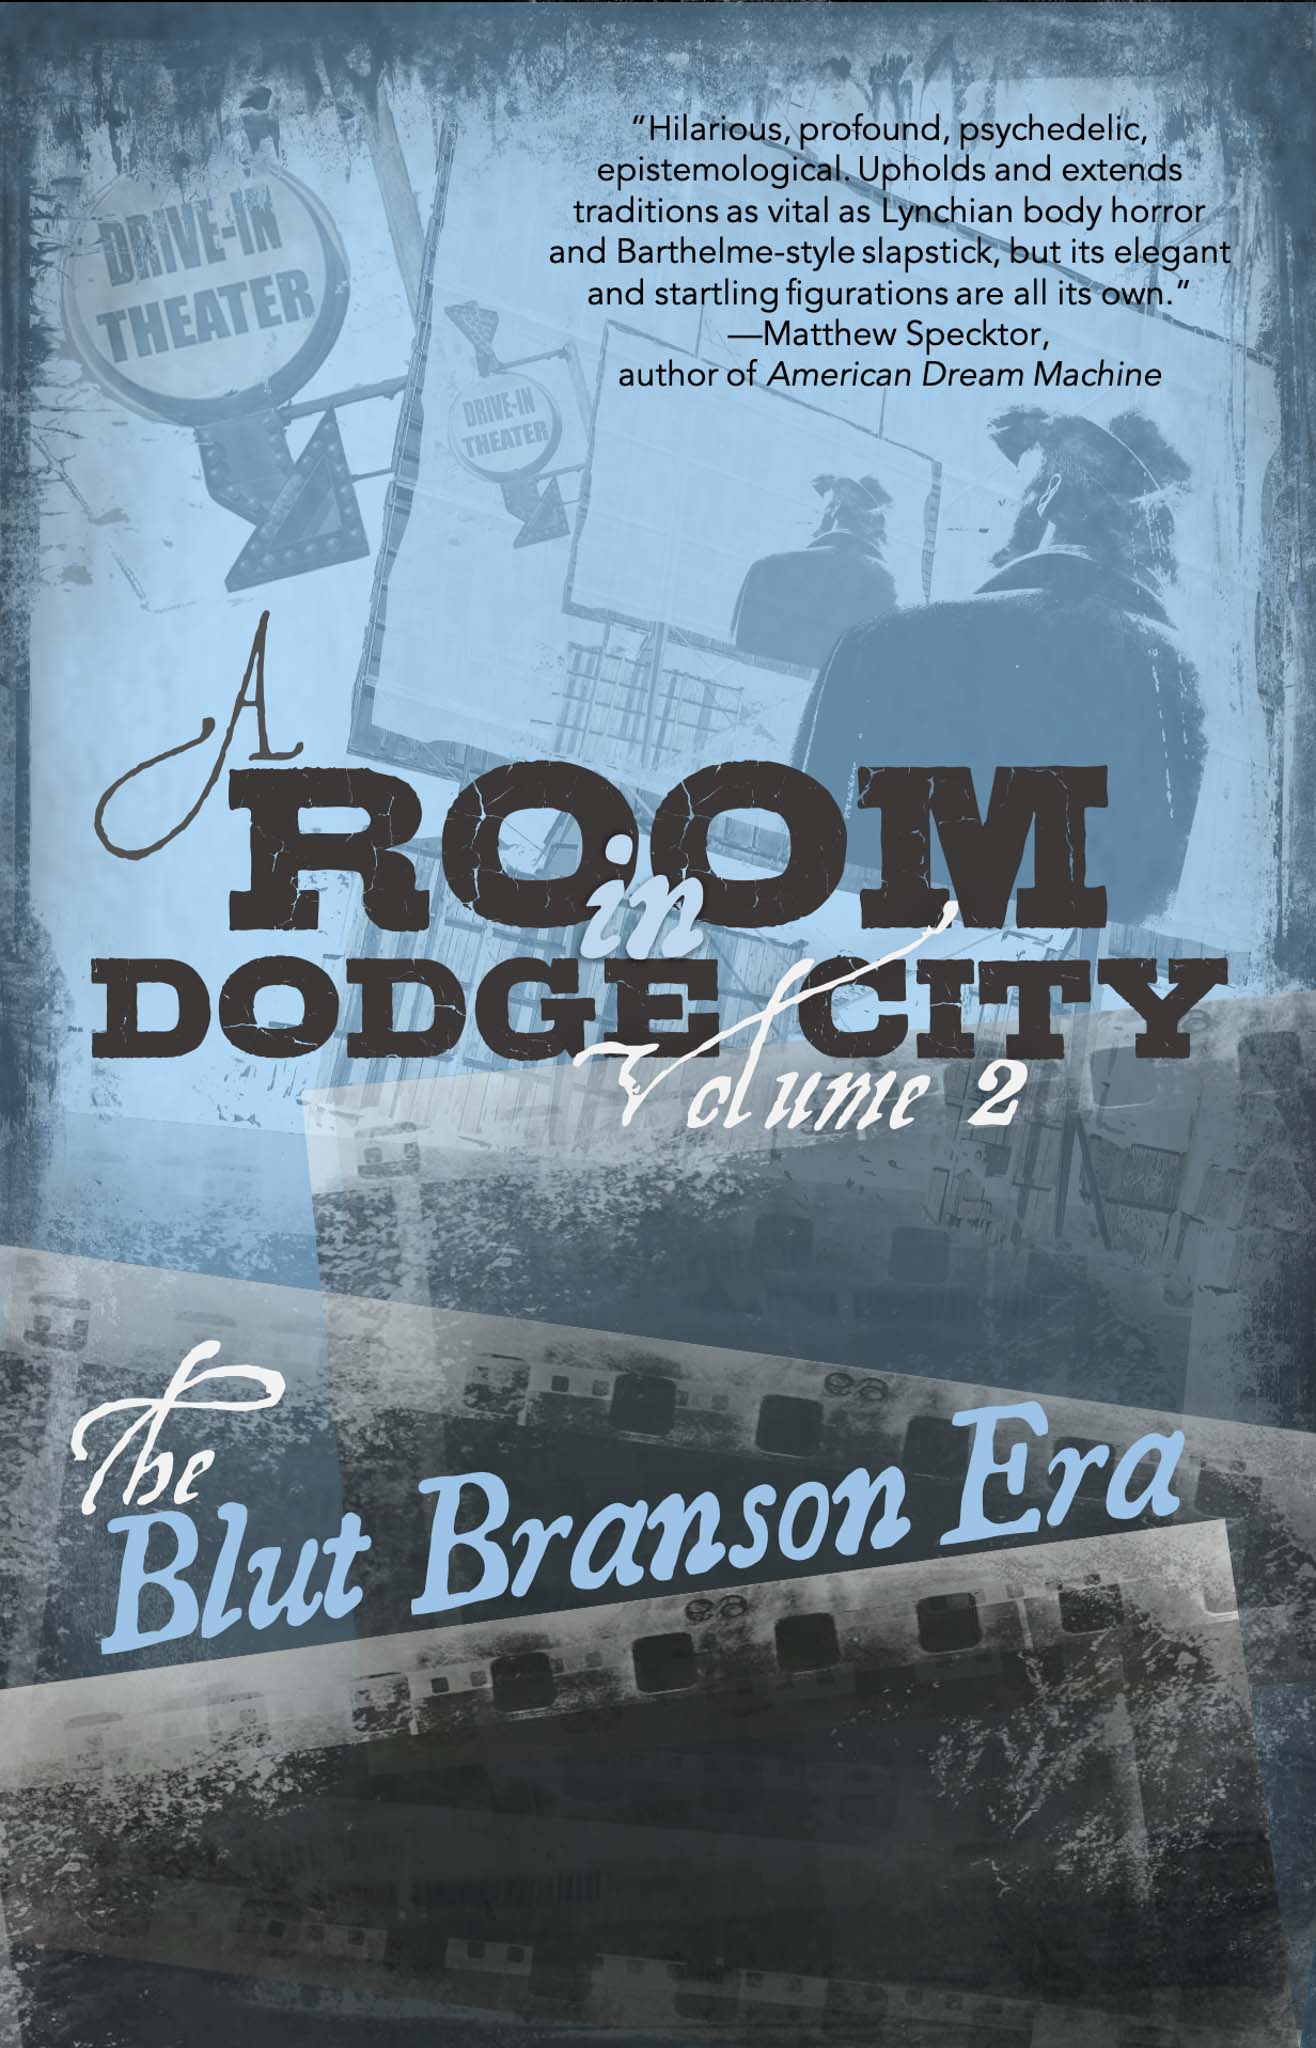 "Hilarious, profound, psychedelic,
epistemological. Upholds and extends
traditions as vital as Lynchian body horror
and Barthelme-style slapstick, but its elegant
and startling figurations are all its own."
—Matthew Specktor,
author of American Dream Machine
DRIVE-IN
THEATER
DRIVE-IN
THEATER
A
ROOM
in
DODGE CITY
Volume 2
The
Blut Branson Era